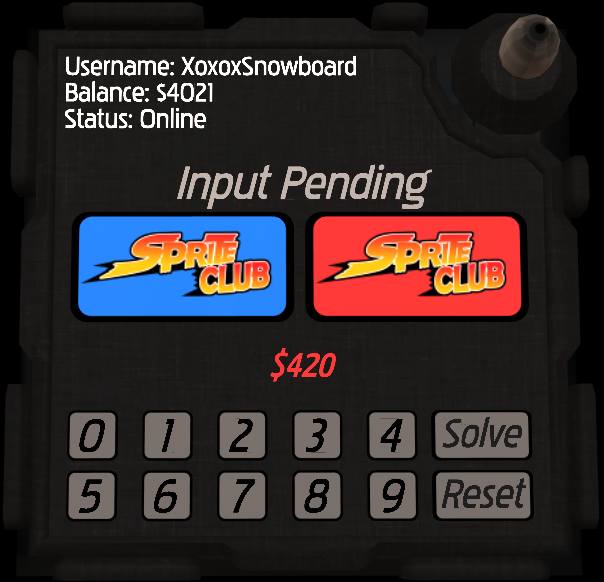 Username: XoxoxSnowboard
Balance: $4021
Status: Online
Input Pending
SPRITE CLUB SPRITE CLUB
$420
0 1 2 3 4 Solve
5 6 7 8 9 Reset